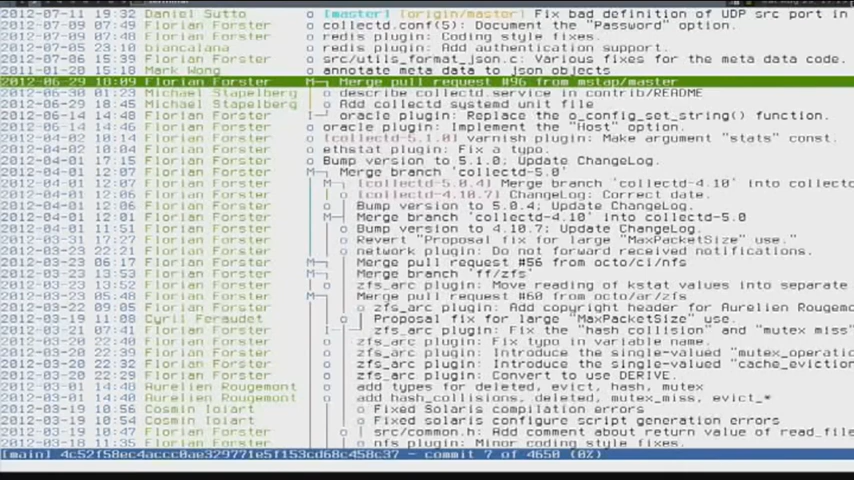 2012-07-11 19:32 Daniel Sutto o [master] [origin/master] Fix bad definition of UDP src port in
o collectd.conf(5): Document the "Password" option.
2012-07-09 Florian Forster o redis plugin: Coding style fixes.
2012-07-05 23:10 biancalana o redis plugin: Add authentication support.
Florian Forster o src/utils_format_json.c: Various fixes for the meta data code.
2011-01-20 15:18 Mark Wong o annotate meta data to json objects
2012-06-29 18:09 Florian Forster M─┐ Merge pull request #96 from mstap/master
2012-06-30 01:23 Michael Stapelberg │ o describe collectd.service in contrib/README
2012-06-29 18:45 Michael Stapelberg │ o Add collectd systemd unit file
2012-06-14 14:48 Florian Forster I─┘ oracle plugin: Replace the o_config_set_string() function.
2012-06-14 14:46 Florian Forster o oracle plugin: Implement the "Host" option.
2012-04-02 10:14 Florian Forster o [collectd-5.1.0] varnish plugin: Make argument "stats" const.
2012-04-02 10:04 Florian Forster o ethstat plugin: Fix a typo.
2012-04-01 17:15 Florian Forster o Bump version to 5.1.0; Update ChangeLog.
2012-04-01 12:07 Florian Forster M─┐ Merge branch 'collectd-5.0'
2012-04-01 12:07 Florian Forster │ M─┐ [collectd-5.0.4] Merge branch 'collectd-4.10' into collectd
2012-04-01 12:07 Florian Forster │ │ o [collectd-4.10.7] ChangeLog: Correct date.
2012-04-01 12:06 Florian Forster │ o │ Bump version to 5.0.4; Update ChangeLog.
2012-04-01 12:01 Florian Forster │ M─┤ Merge branch 'collectd-4.10' into collectd-5.0
2012-04-01 11:51 Florian Forster │ │ o Bump version to 4.10.7; Update ChangeLog.
2012-03-31 17:27 Florian Forster │ │ o Revert "Proposal fix for large "MaxPacketSize" use."
2012-03-23 22:21 Florian Forster │ │ o network plugin: Do not forward received notifications.
2012-03-23 06:17 Florian Forster M─┐ Merge pull request #56 from octo/cj/nfs
2012-03-23 13:53 Florian Forster M─┐ Merge branch 'ff/zfs'
2012-03-23 13:52 Florian Forster │ o zfs_arc plugin: Move reading of kstat values into separate
2012-03-23 05:48 Florian Forster M─┐ Merge pull request #60 from octo/ar/zfs
2012-03-22 09:05 Florian Forster │ o zfs_arc plugin: Add copyright header for Aurelien Rougemon
2012-03-19 11:08 Cyril Feraudet o │ Proposal fix for large "MaxPacketSize" use.
2012-03-21 07:41 Florian Forster zfs_arc plugin: Fix the "hash collision" and "mutex miss"
2012-03-20 22:40 Florian Forster o zfs_arc plugin: Fix typo in variable name.
2012-03-20 22:39 Florian Forster o zfs_arc plugin: Introduce the single-valued "mutex_operatio
2012-03-20 22:32 Florian Forster o zfs_arc plugin: Introduce the single-valued "cache_eviction
2012-03-20 22:29 Florian Forster o zfs_arc plugin: Convert to use DERIVE.
2012-03-01 14:48 Aurelien Rougemont o add types for deleted, evict, hash, mutex
2012-03-01 14:40 Aurelien Rougemont o add hash_collisions, deleted, mutex_miss, evict_*
2012-03-19 10:56 Cosmin Ioiart │ o Fixed Solaris compilation errors
2012-03-19 10:54 Cosmin Ioiart │ o Fixed solaris configure script generation errors
2012-03-19 10:47 Florian Forster o │ src/common.h: Add comment about return value of read_file
2012-03-18 11:35 Florian Forster │ o nfs plugin: Minor coding style fixes.
[main] 4c52f58ec4accc0ae329771e5f153cd68c458c37 - commit 7 of 4650 (0%)